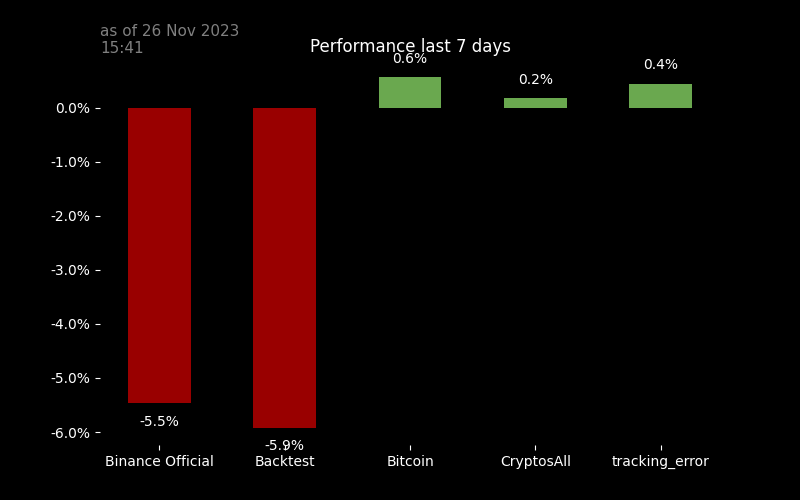 as of 26 Nov 2023
15:41
Performance last 7 days
0.6%
0.2%
0.4%
0.0%
-1.0%
-2.0%
-3.0%
-4.0%
-5.0%
-6.0%
-5.5%
-5.9%
Binance Official
Backtest
Bitcoin
CryptosAll
tracking_error